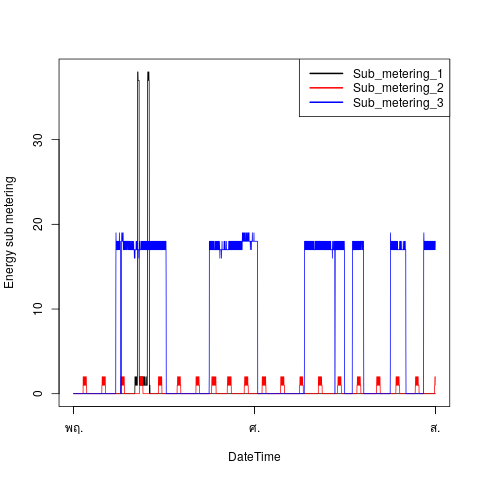 Sub_metering_1
Sub_metering_2
Sub_metering_3
Energy sub metering
30
20
10
0
พฤ. ศ. ส.
DateTime